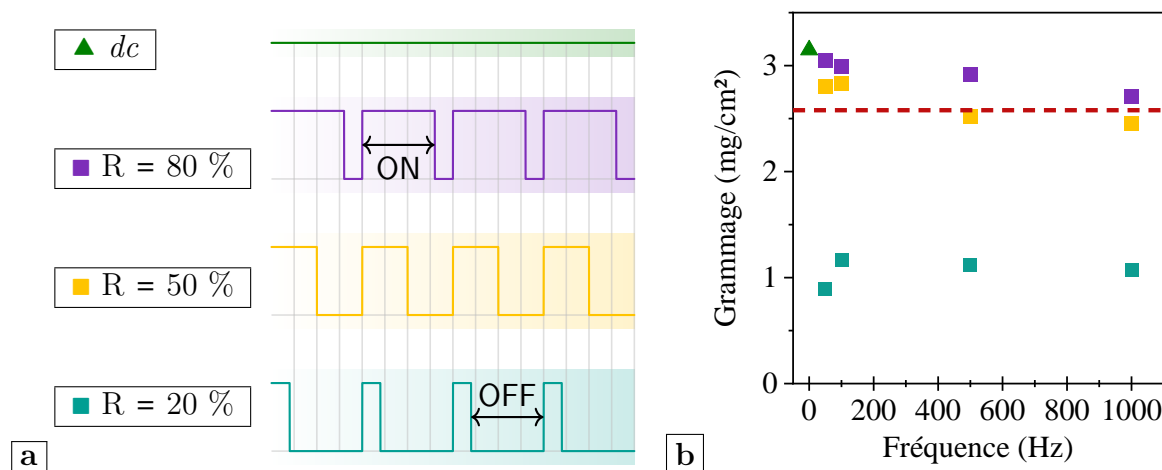 dc
R = 80 %
ON
R = 50 %
R = 20 %
OFF
a
Grammage (mg/cm²)
3
2
1
0
0 200 400 600 800 1000
Fréquence (Hz)
b